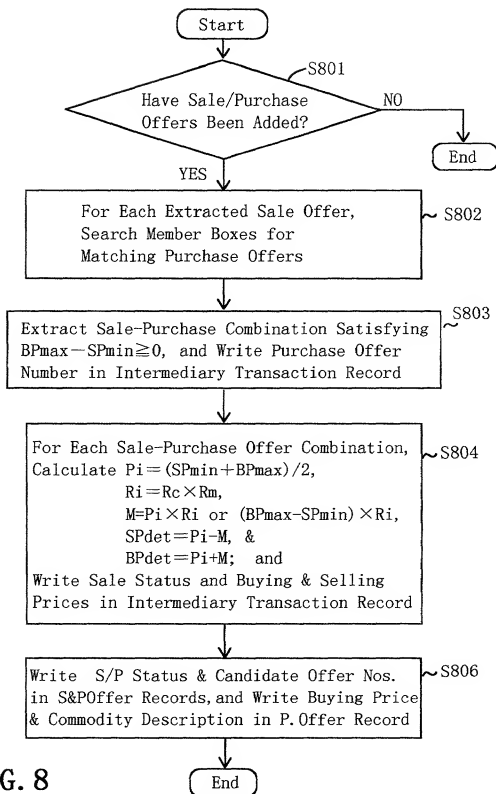 Start
S801
Have Sale/Purchase
Offers Been Added?
NO
End
YES
S802
For Each Extracted Sale Offer,
Search Member Boxes for
Matching Purchase Offers
S803
Extract Sale-Purchase Combination Satisfying
BPmax－SPmin≧0, and Write Purchase Offer
Number in Intermediary Transaction Record
S804
For Each Sale-Purchase Offer Combination,
Calculate Pi＝(SPmin+BPmax)/2,
Ri＝Rc×Rm,
M=Pi×Ri or (BPmax-SPmin)×Ri,
SPdet＝Pi-M, &
BPdet＝Pi+M; and
Write Sale Status and Buying & Selling
Prices in Intermediary Transaction Record
S806
Write S/P Status & Candidate Offer Nos.
in S&POffer Records, and Write Buying Price
& Commodity Description in P. Offer Record
G. 8
End